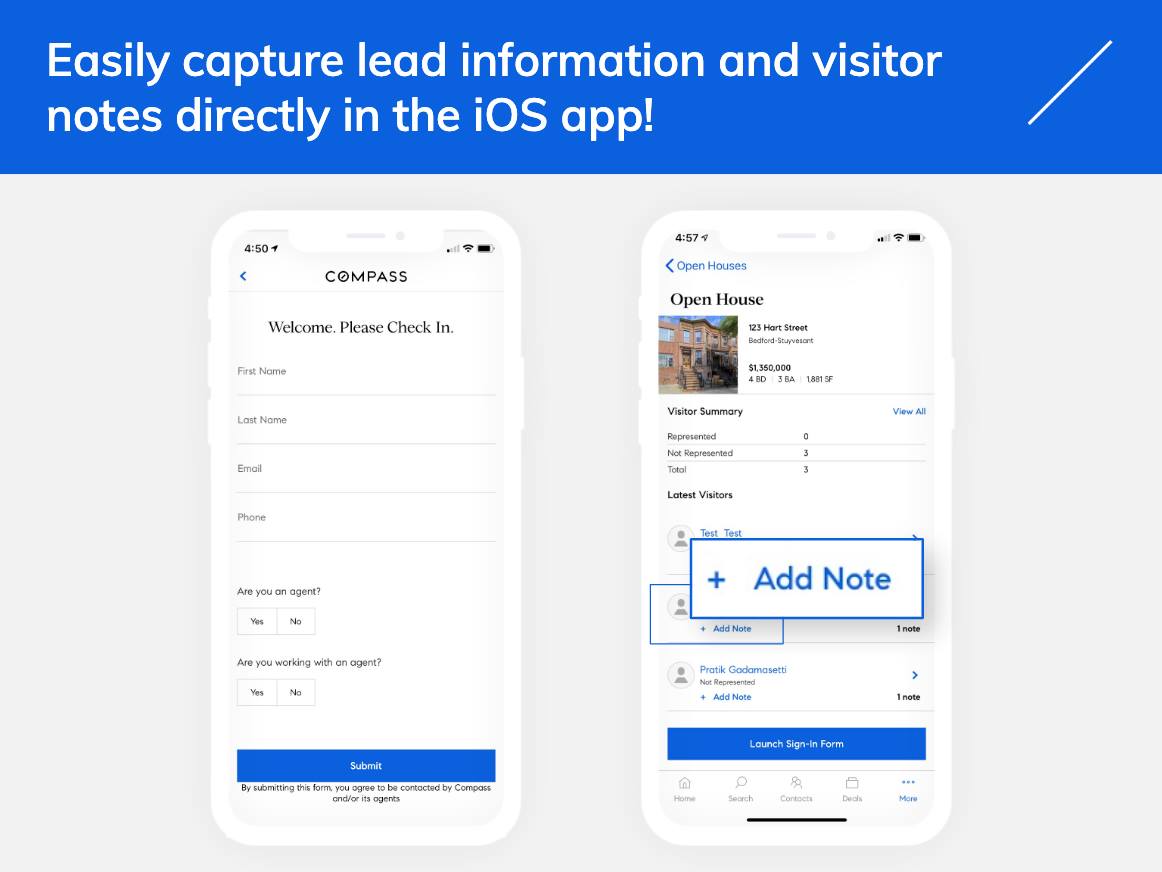 Easily capture lead information and visitor
notes directly in the iOS app!
4:50
COMPASS
Welcome. Please Check In.
First Name
Last Name
Email
Phone
Are you an agent?
Yes No
Are you working with an agent?
Yes No
Submit
By submitting this form, you agree to be contacted by Compass
and/or its agents
4:57
Open Houses
Open House
123 Hart Street
Bedford-Stuyvesant
$1,350,000
4 BD | 3 BA | 1,881 SF
Visitor Summary View All
Represented 0
Not Represented 3
Total 3
Latest Visitors
Test Test
+ Add Note
+ Add Note 1 note
Pratik Gadamasetti
Not Represented
+ Add Note 1 note
Launch Sign-In Form
Home Search Contacts Deals More